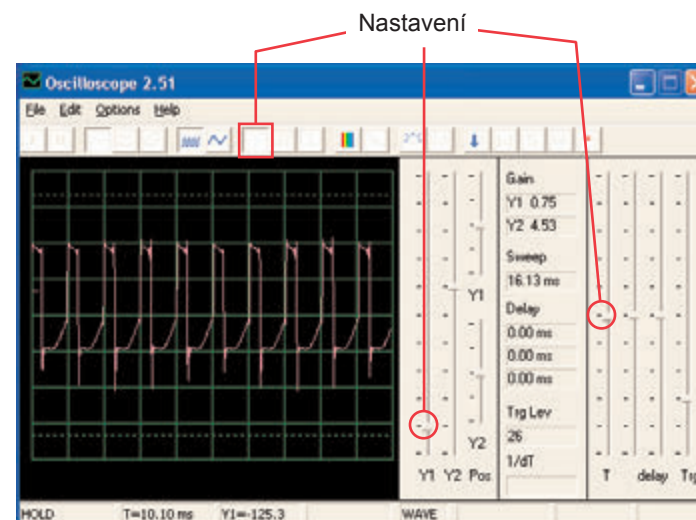 Nastavení
Oscilloscope 2.51
File Edit Options Help
Gain
Y1 0.75
Y2 4.53
Sweep
16.13 ms
Delay
0.00 ms
0.00 ms
0.00 ms
Trg Lev
26
1/dT
Y1
Y2
Y1 Y2 Pos
T delay Trg
HOLD T=10.10 ms Y1=-125.3 WAVE